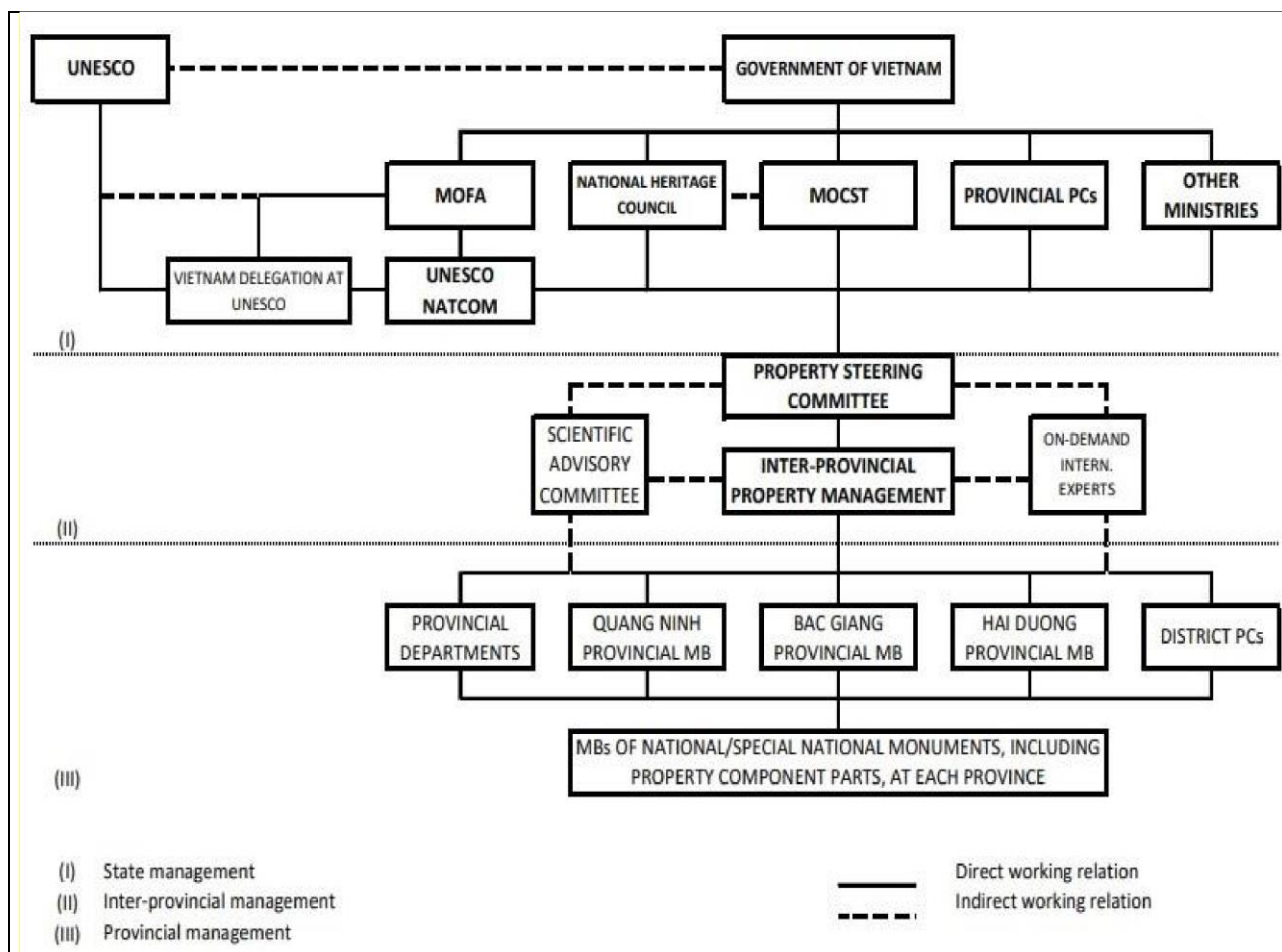 UNESCO
GOVERNMENT OF VIETNAM
MOFA
NATIONAL HERITAGE
COUNCIL
MOCST
PROVINCIAL PCs
OTHER
MINISTRIES
VIETNAM DELEGATION AT
UNESCO
UNESCO
NATCOM
(I)
PROPERTY STEERING
COMMITTEE
SCIENTIFIC
ADVISORY
COMMITTEE
INTER-PROVINCIAL
PROPERTY MANAGEMENT
ON-DEMAND
INTERN.
EXPERTS
(II)
PROVINCIAL
DEPARTMENTS
QUANG NINH
PROVINCIAL MB
BAC GIANG
PROVINCIAL MB
HAI DUONG
PROVINCIAL MB
DISTRICT PCs
MBs OF NATIONAL/SPECIAL NATIONAL MONUMENTS, INCLUDING
PROPERTY COMPONENT PARTS, AT EACH PROVINCE
(III)
(I) State management
(II) Inter-provincial management
(III) Provincial management
Direct working relation
Indirect working relation